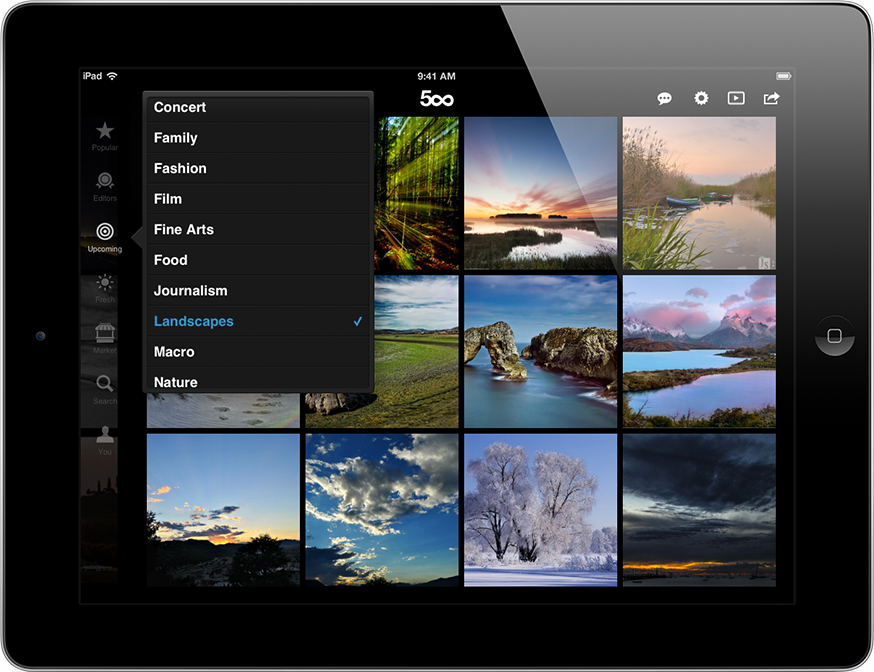 iPad
9:41 AM
500
Popular
Editors
Upcoming
Fresh
Market
Search
You
Concert
Family
Fashion
Film
Fine Arts
Food
Journalism
Landscapes
Macro
Nature